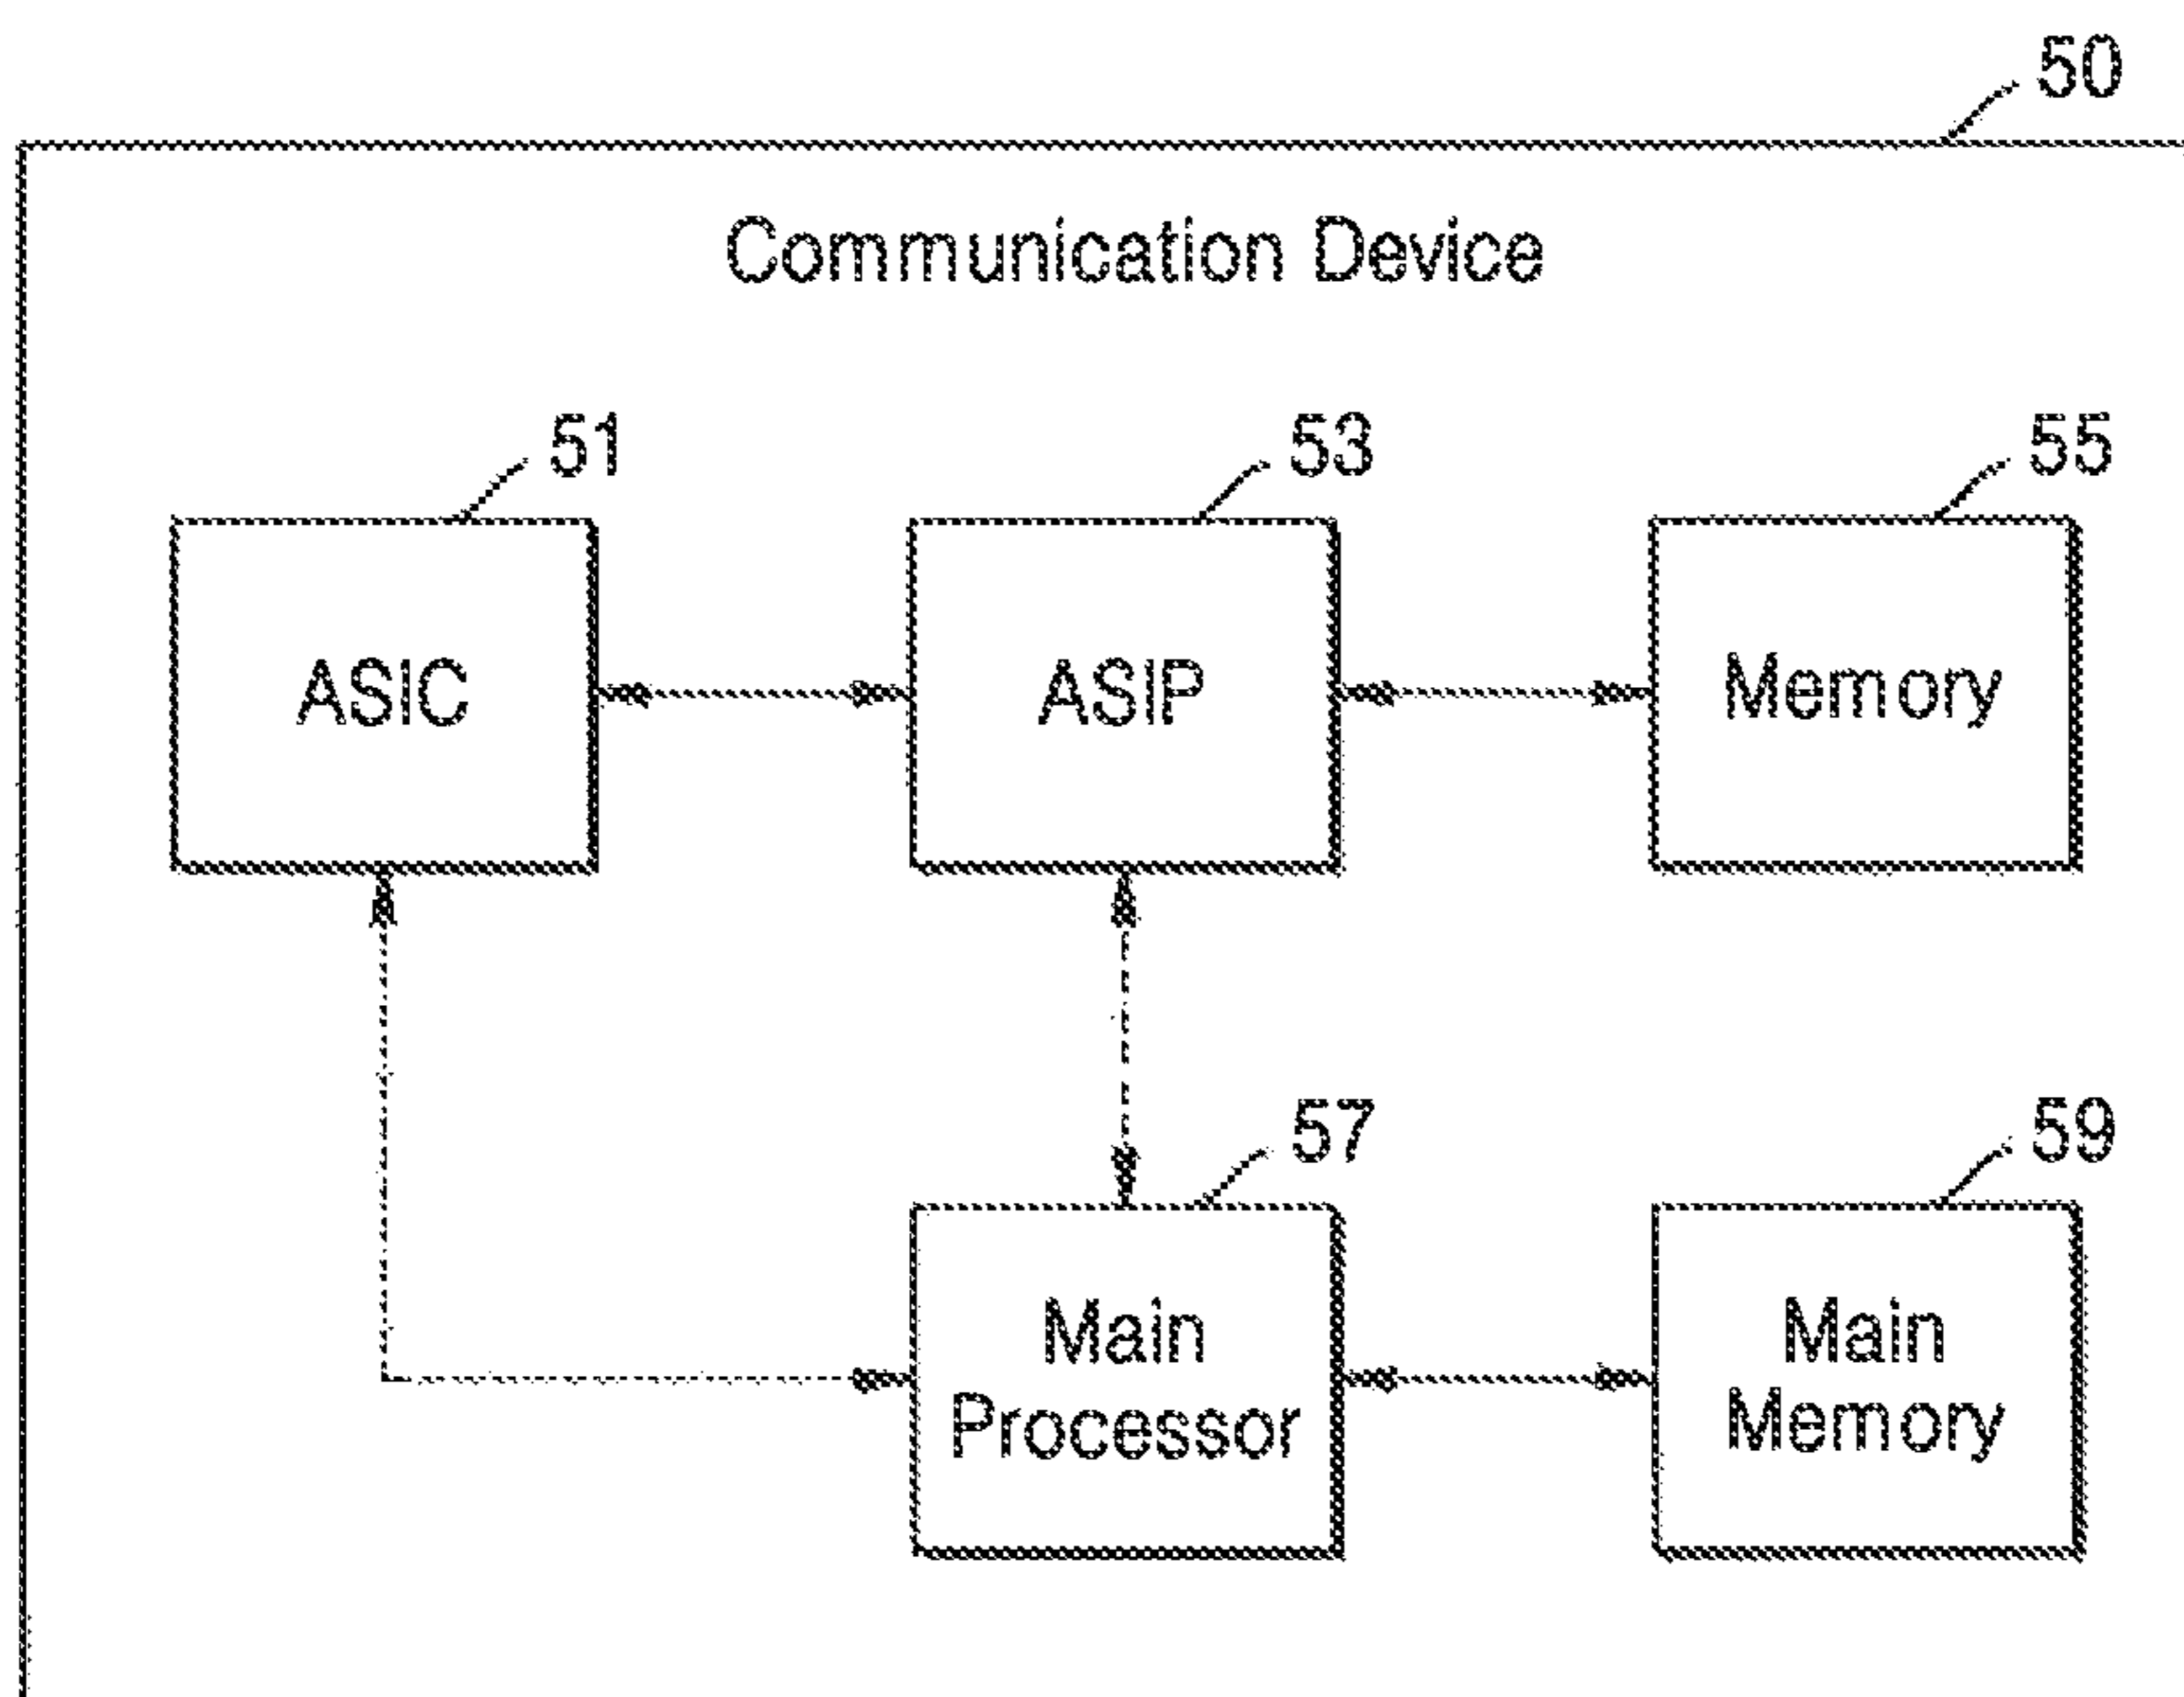 50
Communication Device
51
53
55
ASIC
ASIP
Memory
57
59
Main
Processor
Main
Memory